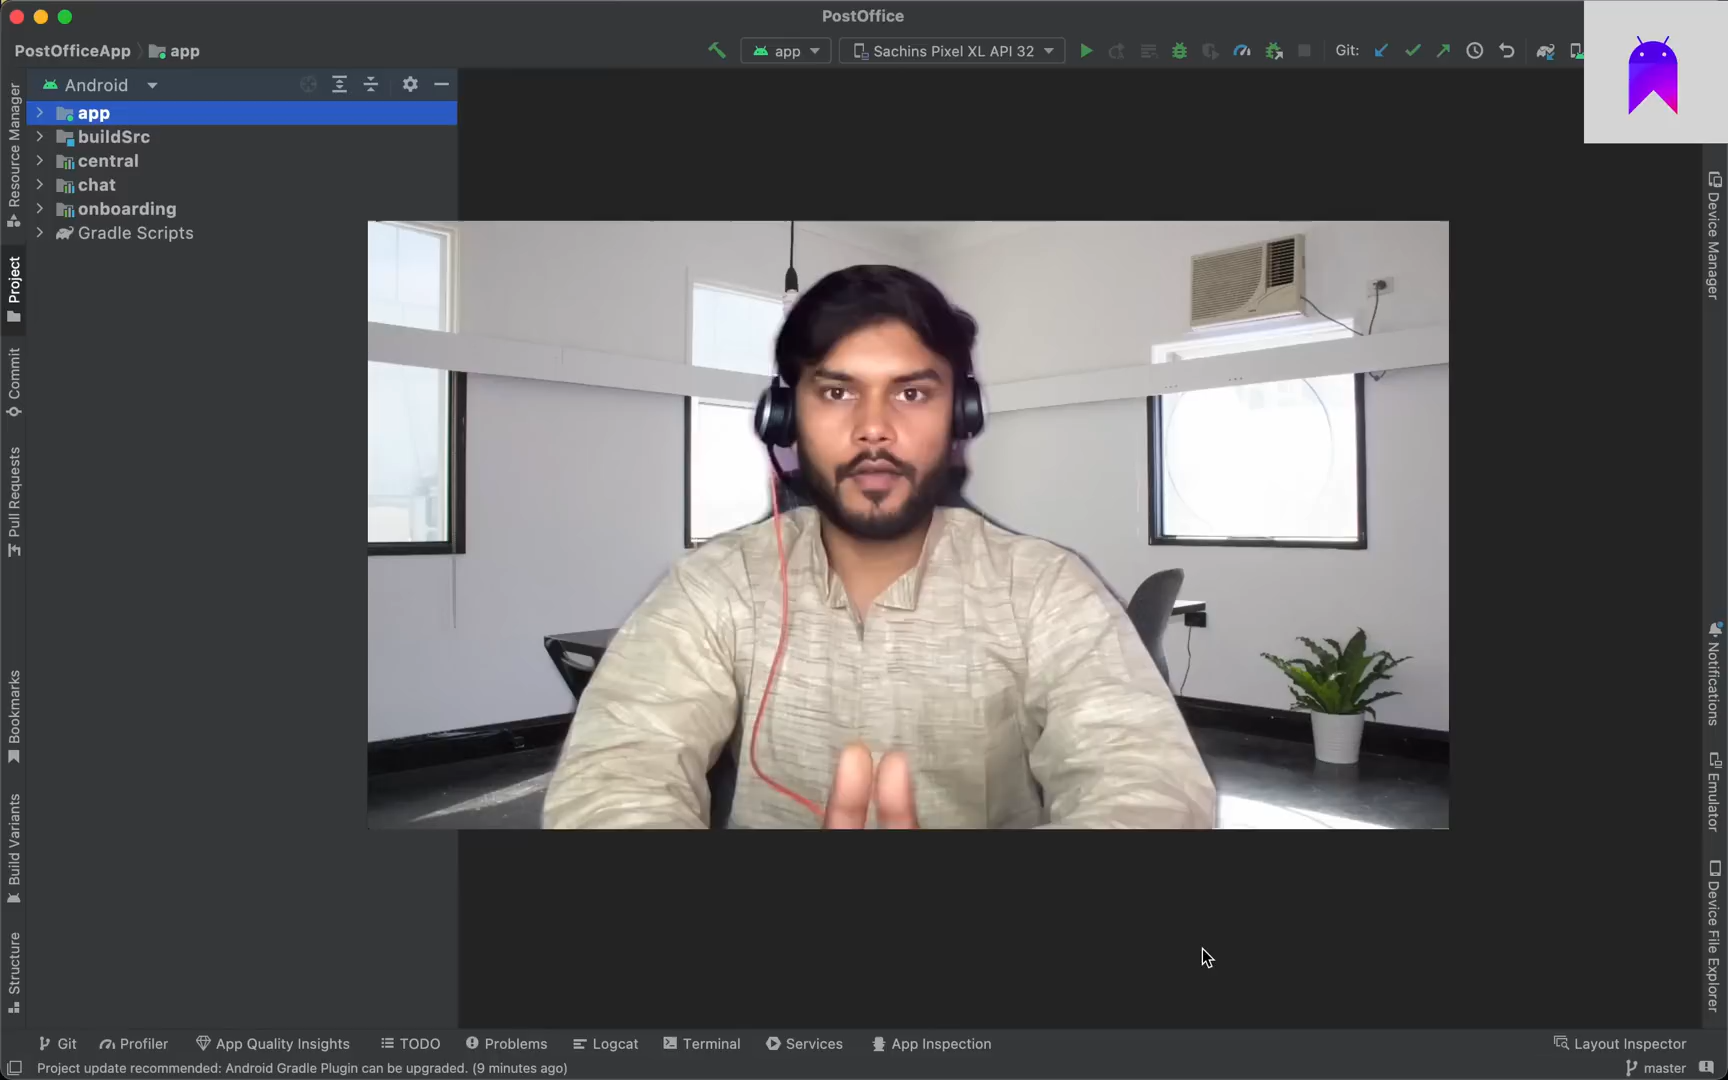 PostOffice
PostOfficeApp app
app Sachins Pixel XL API 32 Git:
Android
app
buildSrc
central
chat
onboarding
Gradle Scripts
Resource Manager
Project
Commit
Pull Requests
Bookmarks
Build Variants
Structure
Device Manager
Notifications
Emulator
Device File Explorer
Git Profiler App Quality Insights TODO Problems Logcat Terminal Services App Inspection Layout Inspector
Project update recommended: Android Gradle Plugin can be upgraded. (9 minutes ago) master